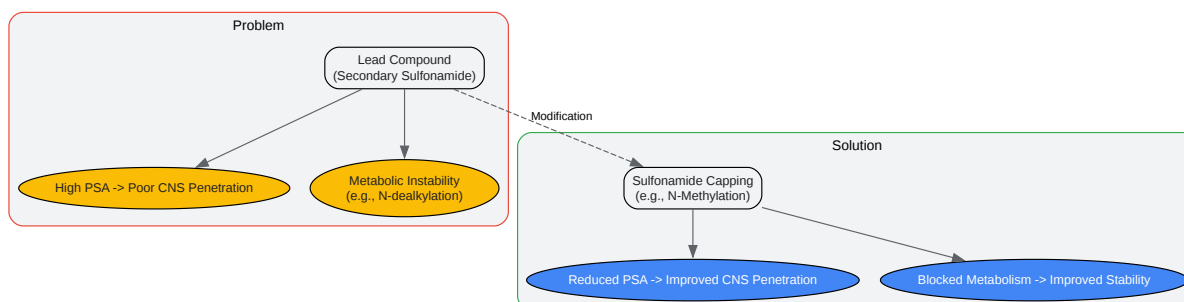 Problem
Lead Compound
(Secondary Sulfonamide)
Modification
High PSA -> Poor CNS Penetration
Metabolic Instability
(e.g., N-dealkylation)
Solution
Sulfonamide Capping
(e.g., N-Methylation)
Reduced PSA -> Improved CNS Penetration
Blocked Metabolism -> Improved Stability